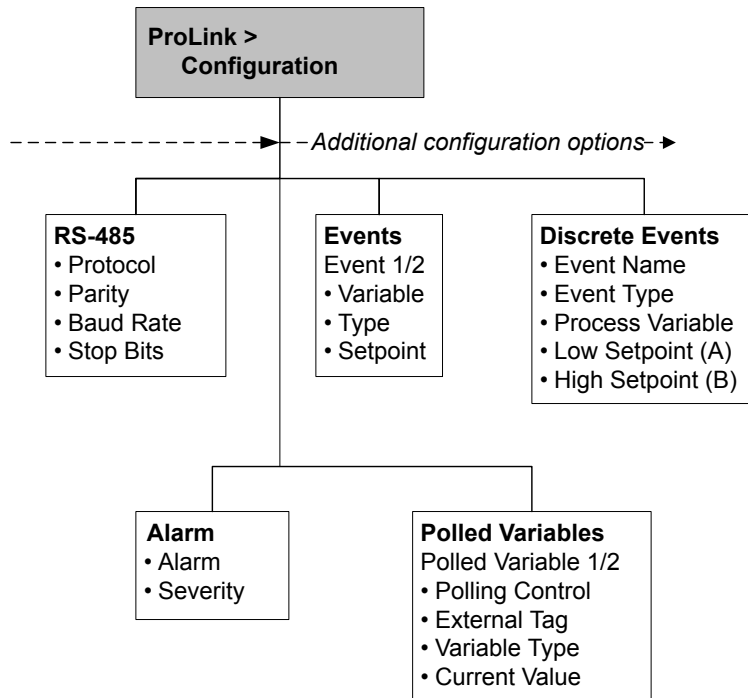 ProLink >
Configuration
Additional configuration options
RS-485
• Protocol
• Parity
• Baud Rate
• Stop Bits
Events
Event 1/2
• Variable
• Type
• Setpoint
Discrete Events
• Event Name
• Event Type
• Process Variable
• Low Setpoint (A)
• High Setpoint (B)
Alarm
• Alarm
• Severity
Polled Variables
Polled Variable 1/2
• Polling Control
• External Tag
• Variable Type
• Current Value